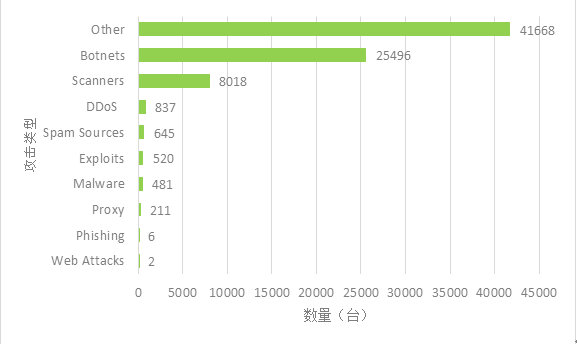 Other 41668
Botnets 25496
Scanners 8018
DDoS 837
Spam Sources 645
Exploits 520
Malware 481
Proxy 211
Phishing 6
Web Attacks 2
攻击类型
0 5000 10000 15000 20000 25000 30000 35000 40000 45000
数量（台）